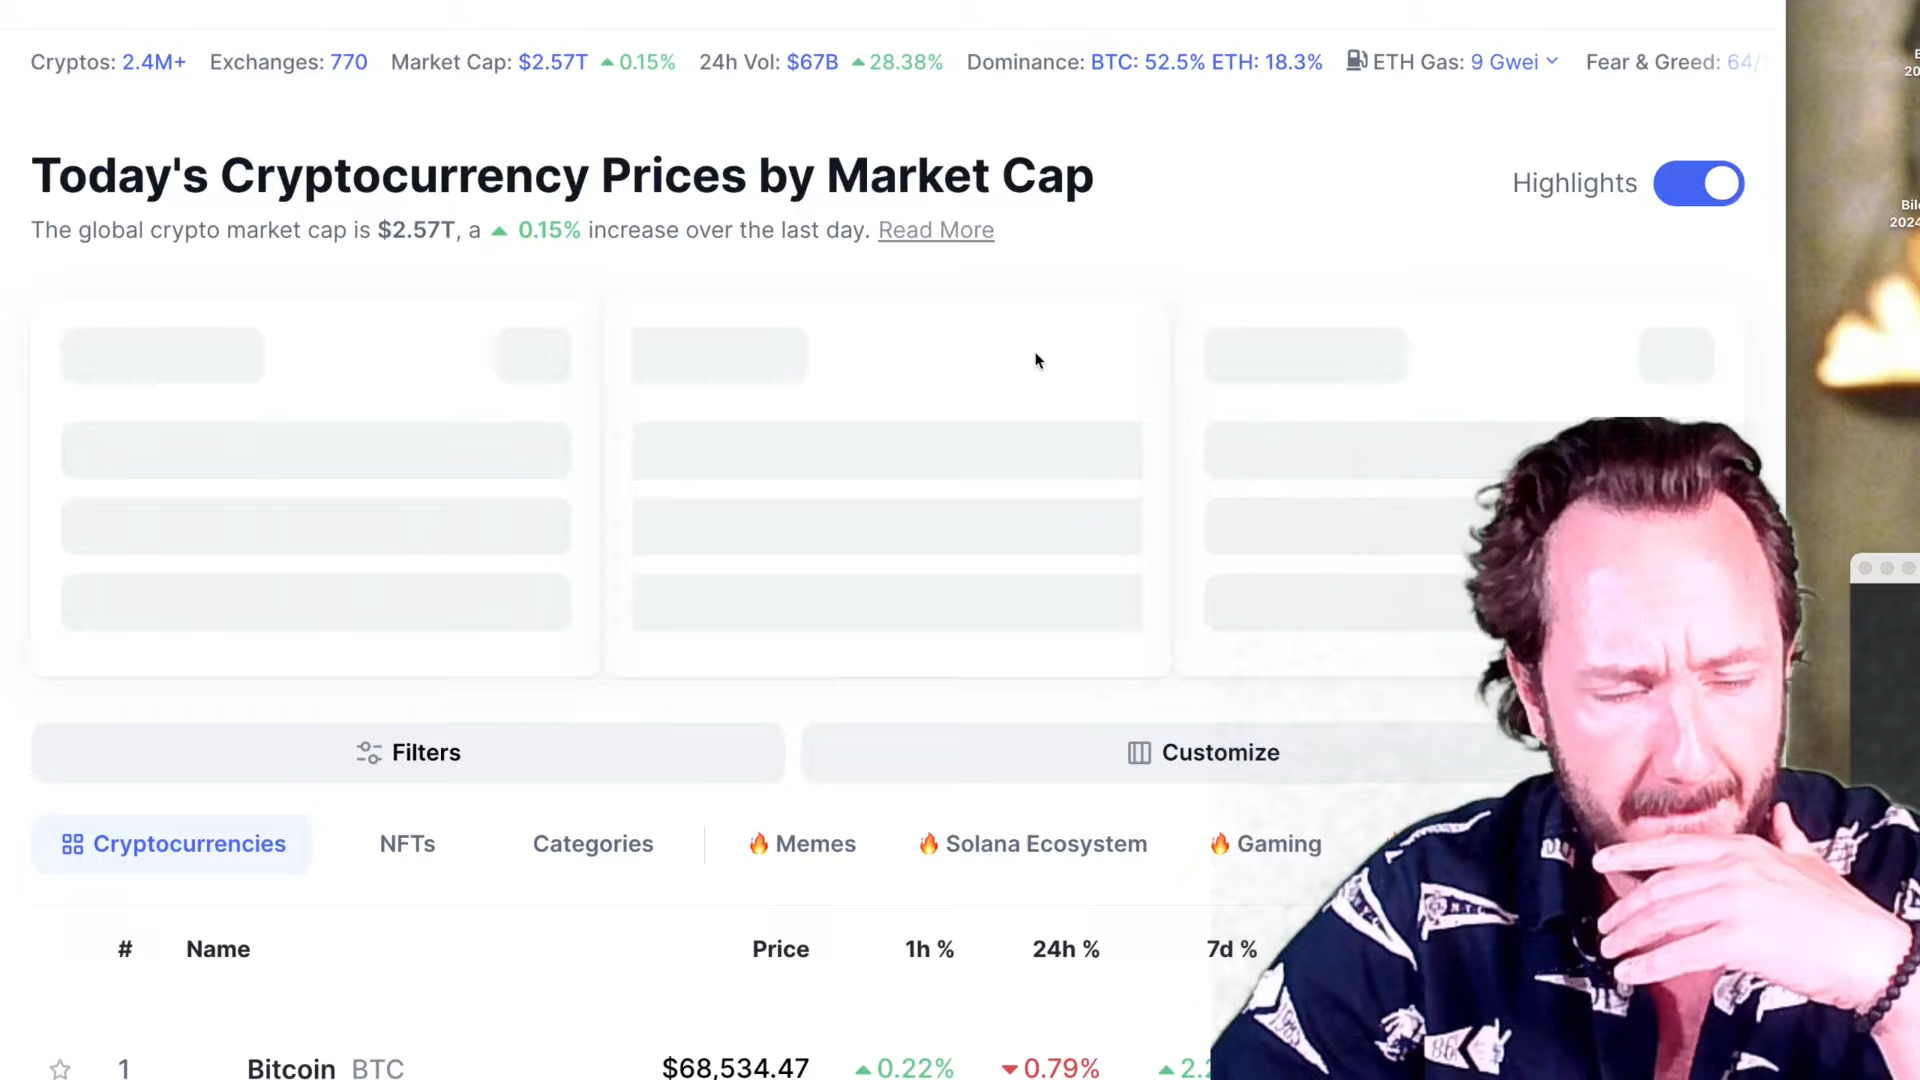 Cryptos: 2.4M+ Exchanges: 770 Market Cap: $2.57T 0.15% 24h Vol: $67B 28.38% Dominance: BTC: 52.5% ETH: 18.3% ETH Gas: 9 Gwei Fear & Greed: 64/
Today's Cryptocurrency Prices by Market Cap
Highlights
The global crypto market cap is $2.57T, a 0.15% increase over the last day. Read More
Filters
Customize
Cryptocurrencies NFTs Categories Memes Solana Ecosystem Gaming
# Name Price 1h % 24h % 7d %
1 Bitcoin BTC $68,534.47 0.22% 0.79%